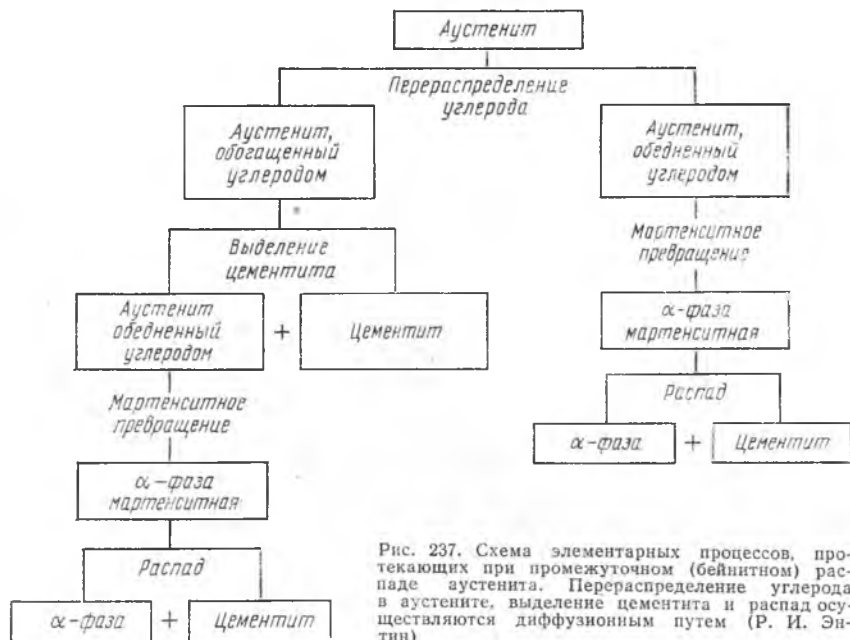 Аустенит
Перераспределение
углерода
Аустенит,
обогащенный
углеродом
Аустенит,
обедненный
углеродом
Выделение
цементита
Мартенситное
превращение
Аустенит
обедненный
углеродом
+
Цементит
α-фаза
мартенситная
Мартенситное
превращение
Распад
α-фаза + Цементит
α-фаза
мартенситная
Распад
α-фаза + Цементит
Рис. 237. Схема элементарных процессов, про-
текающих при промежуточном (бейнитном) рас-
паде аустенита. Перераспределение углерода
в аустените, выделение цементита и распад осу-
ществляются диффузионным путем (Р. И. Эн-
тин)